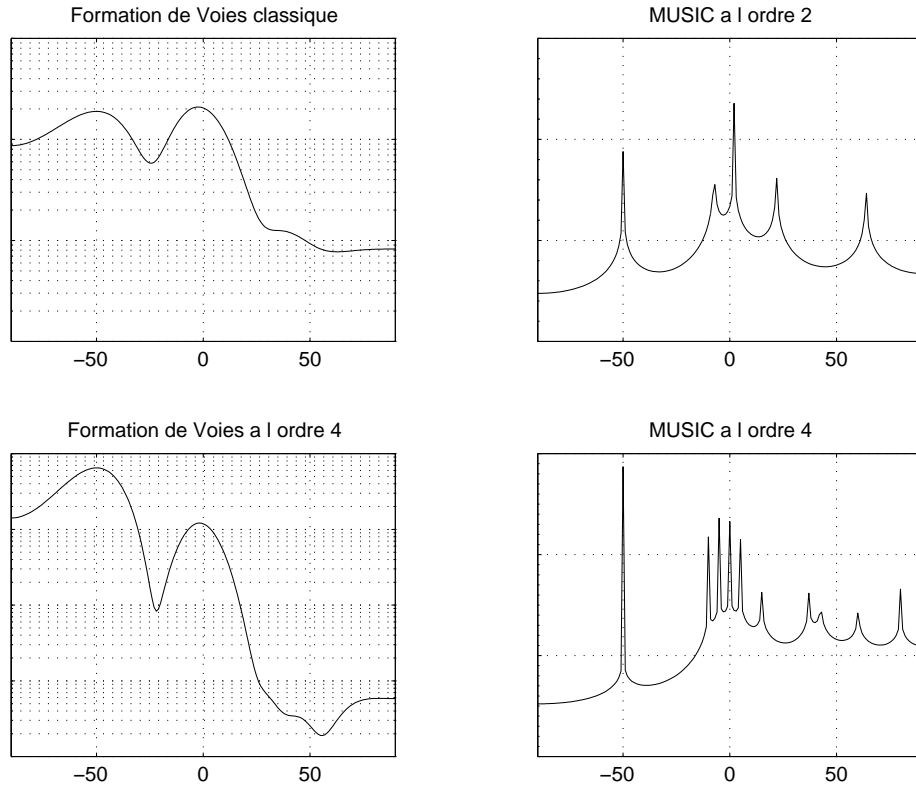 Formation de Voies classique
MUSIC a l ordre 2
−50 0 50
−50 0 50
Formation de Voies a l ordre 4
MUSIC a l ordre 4
−50 0 50
−50 0 50